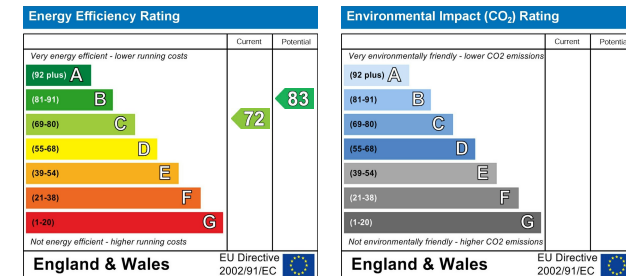 Energy Efficiency Rating
Current Potential
Very energy efficient - lower running costs
(92 plus) A
(81-91) B
83
(69-80) C
72
(55-68) D
(39-54) E
(21-38) F
(1-20) G
Not energy efficient - higher running costs
England & Wales
EU Directive
2002/91/EC
Environmental Impact (CO2) Rating
Current Potential
Very environmentally friendly - lower CO2 emissions
(92 plus) A
(81-91) B
(69-80) C
(55-68) D
(39-54) E
(21-38) F
(1-20) G
Not environmentally friendly - higher CO2 emissions
England & Wales
EU Directive
2002/91/EC